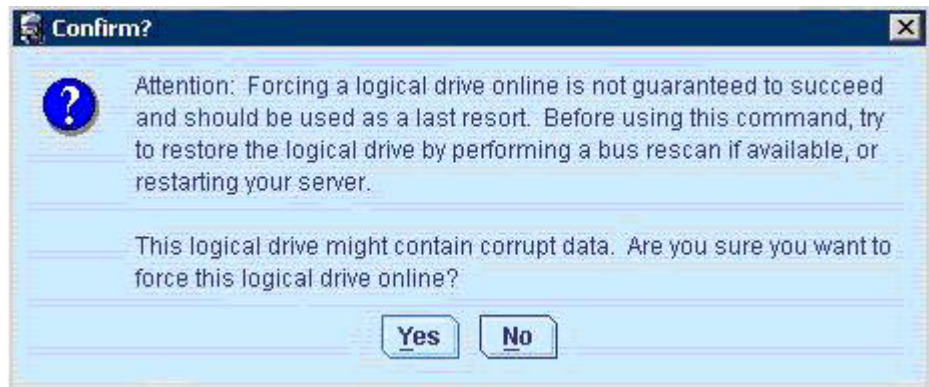 Confirm?
Attention:  Forcing a logical drive online is not guaranteed to succeed
and should be used as a last resort.  Before using this command, try
to restore the logical drive by performing a bus rescan if available, or
restarting your server.
This logical drive might contain corrupt data.  Are you sure you want to
force this logical drive online?
Yes No